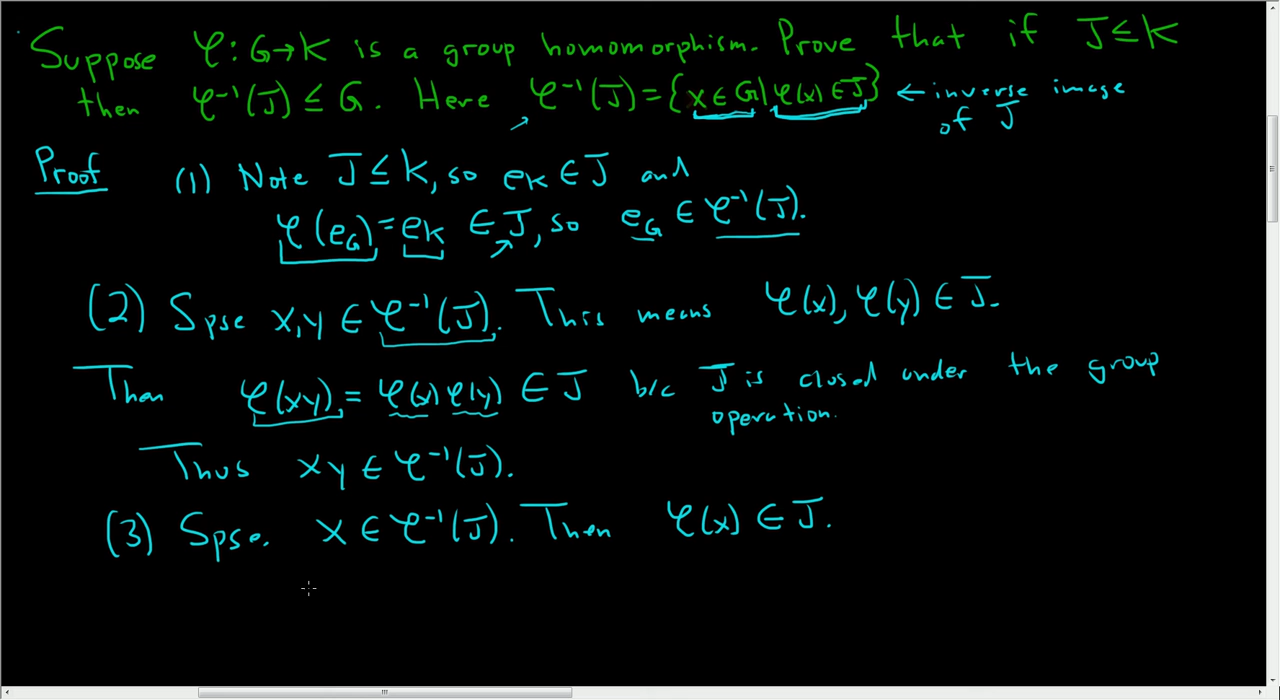 Suppose φ: G→K is a group homomorphism. Prove that if J ≤ K
then φ⁻¹(J) ≤ G. Here φ⁻¹(J) = {x ∈ G | φ(x) ∈ J} ← inverse image
of J
Proof (1) Note J ≤ K, so eK ∈ J and
φ(e_G) = eK ∈ J, so e_G ∈ φ⁻¹(J).
(2) Spse x,y ∈ φ⁻¹(J). This means φ(x), φ(y) ∈ J.
Then φ(xy) = φ(x) φ(y) ∈ J b/c J is closed under the group
operation.
Thus xy ∈ φ⁻¹(J).
(3) Spse. x ∈ φ⁻¹(J). Then φ(x) ∈ J.